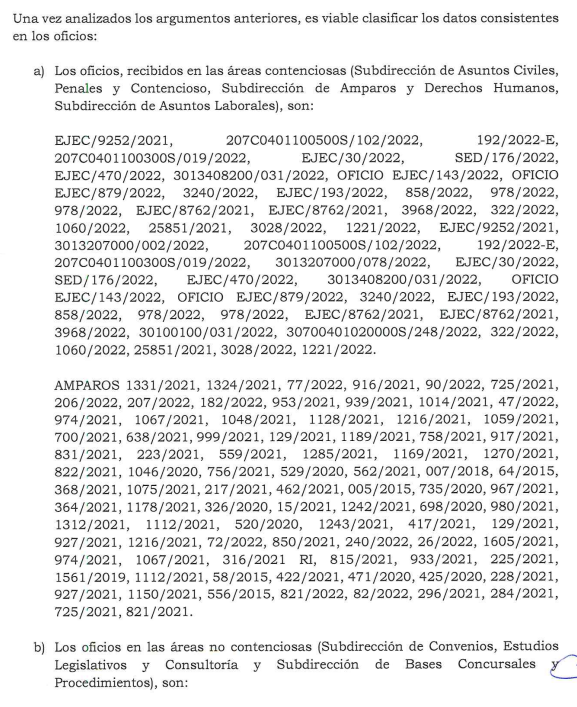 Una vez analizados los argumentos anteriores, es viable clasificar los datos consistentes
en los oficios:
a) Los oficios, recibidos en las áreas contenciosas (Subdirección de Asuntos Civiles,
Penales y Contencioso, Subdirección de Amparos y Derechos Humanos,
Subdirección de Asuntos Laborales), son:
EJEC/9252/2021, 207C0401100500S/102/2022, 192/2022-E,
207C0401100300S/019/2022, EJEC/30/2022, SED/176/2022,
EJEC/470/2022, 3013408200/031/2022, OFICIO EJEC/143/2022, OFICIO
EJEC/879/2022, 3240/2022, EJEC/193/2022, 858/2022, 978/2022,
978/2022, EJEC/8762/2021, EJEC/8762/2021, 3968/2022, 322/2022,
1060/2022, 25851/2021, 3028/2022, 1221/2022, EJEC/9252/2021,
3013207000/002/2022, 207C0401100500S/102/2022, 192/2022-E,
207C0401100300S/019/2022, 3013207000/078/2022, EJEC/30/2022,
SED/176/2022, EJEC/470/2022, 3013408200/031/2022, OFICIO
EJEC/143/2022, OFICIO EJEC/879/2022, 3240/2022, EJEC/193/2022,
858/2022, 978/2022, 978/2022, EJEC/8762/2021, EJEC/8762/2021,
3968/2022, 30100100/031/2022, 30700401020000S/248/2022, 322/2022,
1060/2022, 25851/2021, 3028/2022, 1221/2022.
AMPAROS 1331/2021, 1324/2021, 77/2022, 916/2021, 90/2022, 725/2021,
206/2022, 207/2022, 182/2022, 953/2021, 939/2021, 1014/2021, 47/2022,
974/2021, 1067/2021, 1048/2021, 1128/2021, 1216/2021, 1059/2021,
700/2021, 638/2021, 999/2021, 129/2021, 1189/2021, 758/2021, 917/2021,
831/2021, 223/2021, 559/2021, 1285/2021, 1169/2021, 1270/2021,
822/2021, 1046/2020, 756/2021, 529/2020, 562/2021, 007/2018, 64/2015,
368/2021, 1075/2021, 217/2021, 462/2021, 005/2015, 735/2020, 967/2021,
364/2021, 1178/2021, 326/2020, 15/2021, 1242/2021, 698/2020, 980/2021,
1312/2021, 1112/2021, 520/2020, 1243/2021, 417/2021, 129/2021,
927/2021, 1216/2021, 72/2022, 850/2021, 240/2022, 26/2022, 1605/2021,
974/2021, 1067/2021, 316/2021 RI, 815/2021, 933/2021, 225/2021,
1561/2019, 1112/2021, 58/2015, 422/2021, 471/2020, 425/2020, 228/2021,
927/2021, 1150/2021, 556/2015, 821/2022, 82/2022, 296/2021, 284/2021,
725/2021, 821/2021.
b) Los oficios en las áreas no contenciosas (Subdirección de Convenios, Estudios
Legislativos y Consultoría y Subdirección de Bases Concursales y
Procedimientos), son: